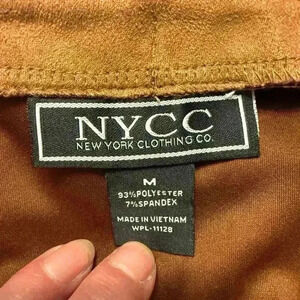 NYCC
NEW YORK CLOTHING CO.
M
93% POLYESTER
7% SPANDEX
MADE IN VIETNAM
WPL-11128